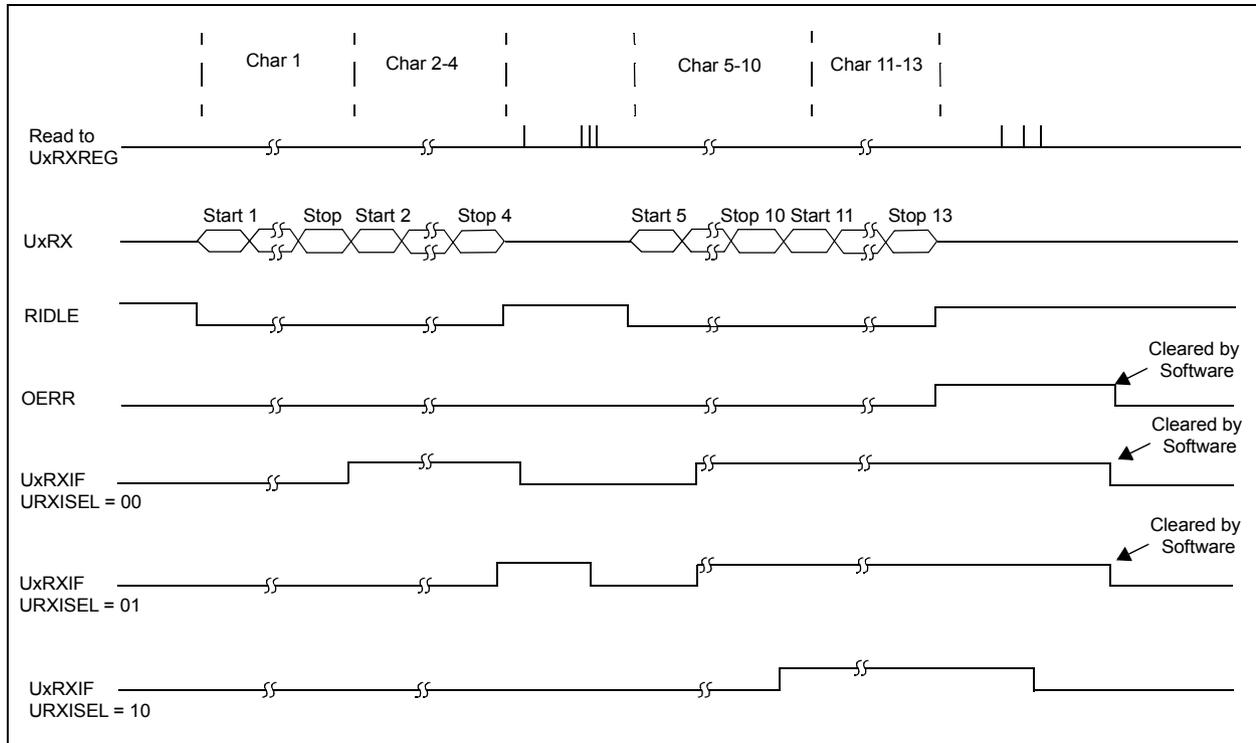 Char 1
Char 2-4
Char 5-10
Char 11-13
Read to
UxRXREG
Start 1
Stop
Start 2
Stop 4
Start 5
Stop 10
Start 11
Stop 13
UxRX
RIDLE
Cleared by
Software
OERR
Cleared by
Software
UxRXIF
URXISEL = 00
Cleared by
Software
UxRXIF
URXISEL = 01
UxRXIF
URXISEL = 10